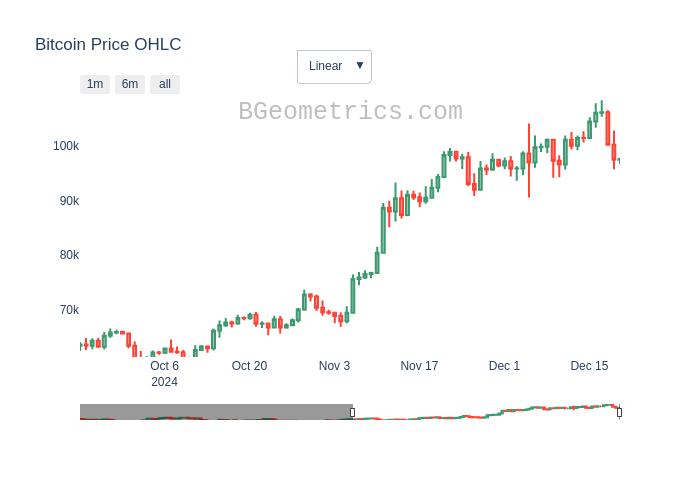 Bitcoin Price OHLC
Linear ▼
1m 6m all
BGeometrics.com
100k
90k
80k
70k
Oct 6 Oct 20 Nov 3 Nov 17 Dec 1 Dec 15
2024